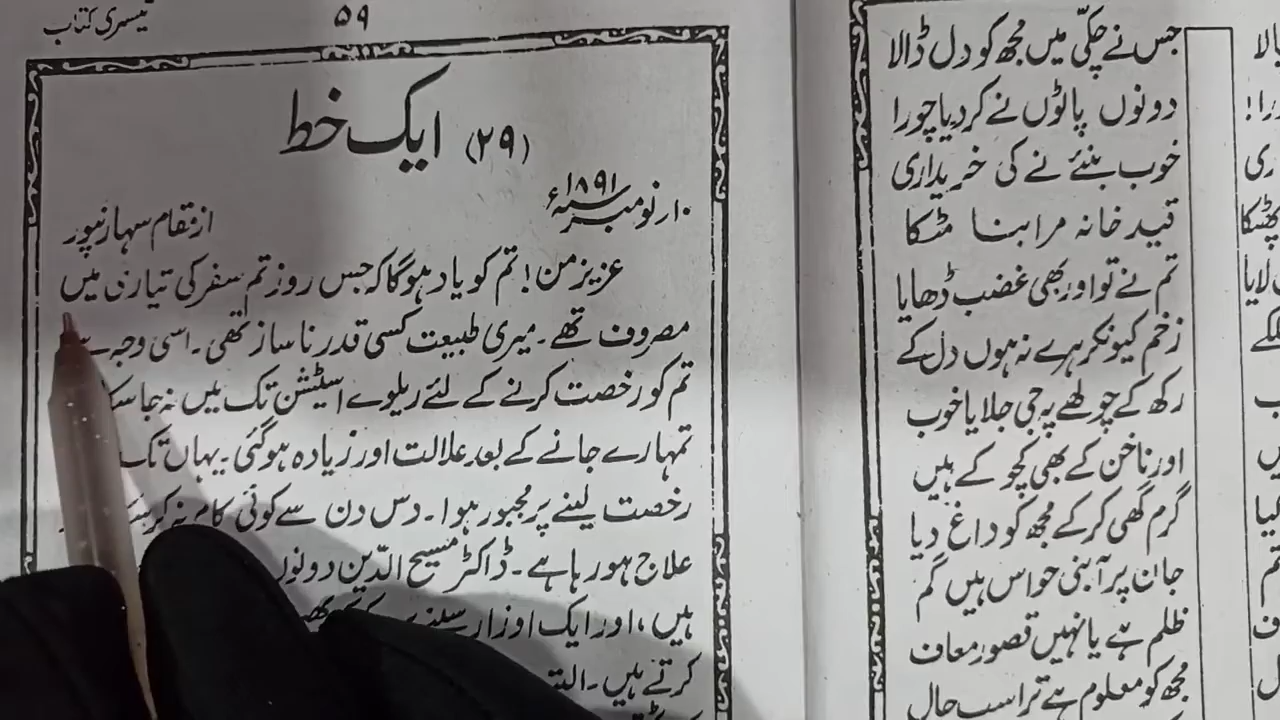 تیسری کتاب
۵۹
(۲۹) ایک خط
۱۰ نومبر سنہ ۱۸۹۱ء
از مقام سہارنپور
عزیز من! تم کو یاد ہوگا کہ جس روز تم سفر کی تیاری میں
مصروف تھے۔ میری طبیعت کسی قدر ناساز تھی۔ اسی وجہ سے
تم کو رخصت کرنے کے لئے ریلوے اسٹیشن تک میں نہ جا سکا
تمہارے جانے کے بعد علالت اور زیادہ ہوگئی۔ یہاں تک
رخصت لینے پر مجبور ہوا۔ دس دن سے کوئی کام نہ کر
علاج ہو رہا ہے۔ ڈاکٹر مسیح الدین دونوں
ہیں، اور ایک اوزار سے
کرتے ہیں۔
جس نے چکّی میں مجھ کو دل ڈالا
دونوں پاٹوں نے کر دیا چورا
خوب بنئے نے کی خریداری
قید خانہ مرا بنا مٹکا
تم نے تو اور بھی غضب ڈھایا
زخم کیونکر ہرے نہ ہوں دل کے
رکھ کے چولھے پہ جی جلایا خوب
اور ناخن کے بھی کچوکے ہیں
گرم گھی کر کے مجھ کو داغ دیا
جان پر آبنی حواس ہیں گم
ظلم ہے یا نہیں قصور معاف
مجھ کو معلوم ہے ترا سب حال